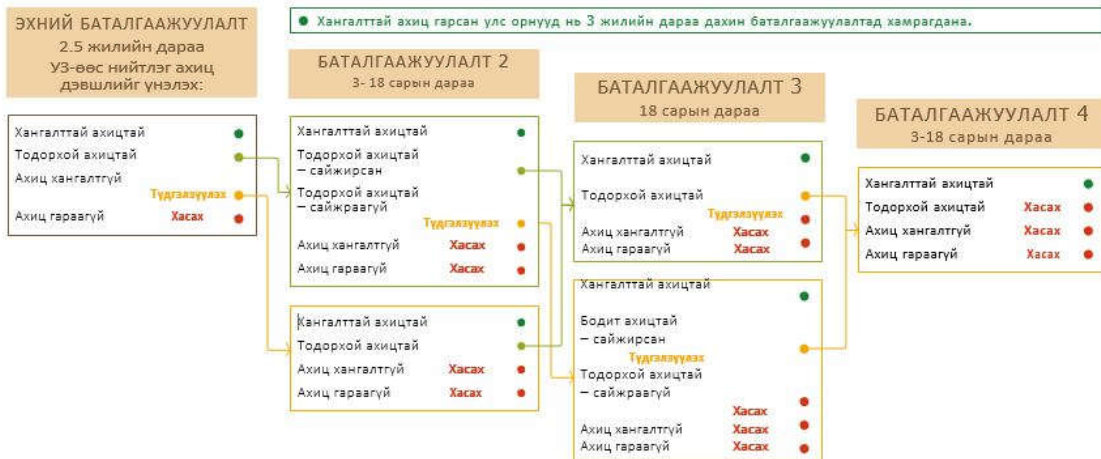 ЭХНИЙ БАТАЛГААЖУУЛАЛТ
2.5 жилийн дараа
УЗ-өөс нийтлэг ахиц
дэвшлийг үнэлэх:
Хангалттай ахиц гарсан улс орнууд нь 3 жилийн дараа дахин баталгаажуулалтад хамрагдана.
БАТАЛГААЖУУЛАЛТ 2
3- 18 сарын дараа
БАТАЛГААЖУУЛАЛТ 3
18 сарын дараа
БАТАЛГААЖУУЛАЛТ 4
3-18 сарын дараа
Хангалттай ахицтай
Тодорхой ахицтай
Ахиц хангалтгүй
Түдгэлзүүлэх
Ахиц гараагүй Хасах
Хангалттай ахицтай
Тодорхой ахицтай
– сайжирсан
Тодорхой ахицтай
– сайжраагүй
Түдгэлзүүлэх
Ахиц хангалтгүй Хасах
Ахиц гараагүй Хасах
Хангалттай ахицтай
Тодорхой ахицтай
Ахиц хангалтгүй Хасах
Ахиц гараагүй Хасах
Хангалттай ахицтай
Тодорхой ахицтай
Түдгэлзүүлэх
Ахиц хангалтгүй Хасах
Ахиц гараагүй Хасах
Хангалттай ахицтай
Бодит ахицтай
– сайжирсан
Түдгэлзүүлэх
Тодорхой ахицтай
– сайжраагүй
Хасах
Ахиц хангалтгүй Хасах
Ахиц гараагүй Хасах
Хангалттай ахицтай
Тодорхой ахицтай Хасах
Ахиц хангалтгүй Хасах
Ахиц гараагүй Хасах